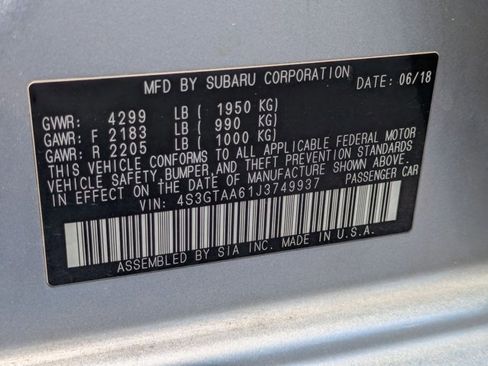 MFD BY SUBARU CORPORATION DATE: 06/18
GVWR: 4299 LB ( 1950 KG)
GAWR: F 2183 LB ( 990 KG)
GAWR: R 2205 LB ( 1000 KG)
THIS VEHICLE CONFORMS TO ALL APPLICABLE FEDERAL MOTOR
VEHICLE SAFETY, BUMPER, AND THEFT PREVENTION STANDARDS
IN EFFECT ON THE DATE OF MANUFACTURE SHOWN ABOVE.
VIN: 4S3GTAA61J3749937 PASSENGER CAR
ASSEMBLED BY SIA INC. MADE IN U.S.A.